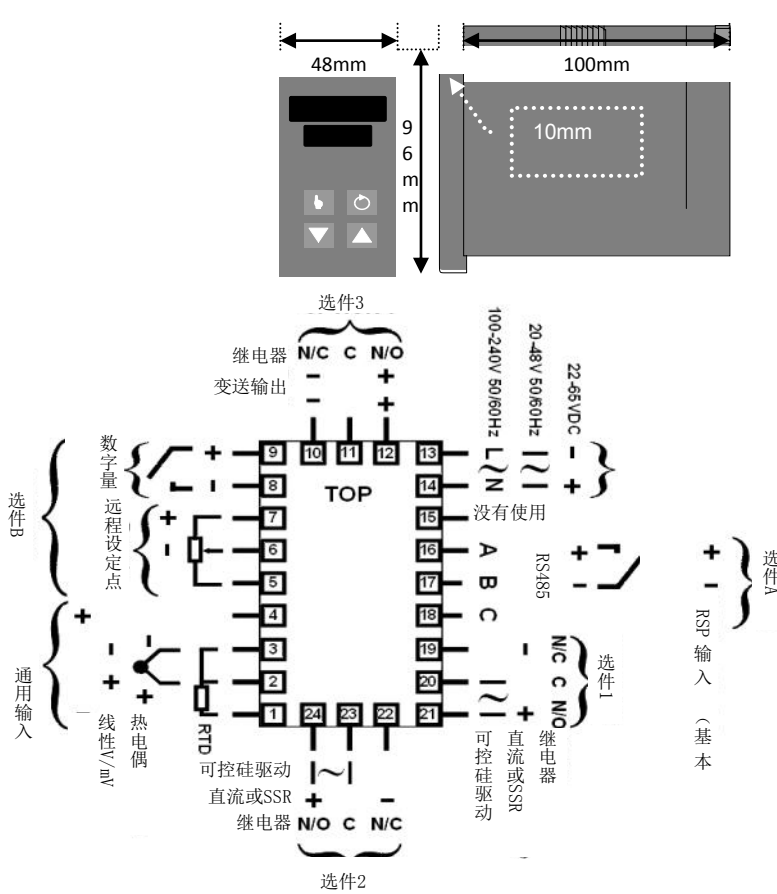 48mm
100mm
96mm
10mm
选件3
继电器 N/C C N/O
变送输出 − +
− +
100-240V 50/60Hz
20-48V 50/60Hz
22-65VDC
L
N
−
+
9
8
7
6
5
4
3
2
1
10
11
12
TOP
13
14
15
16
17
18
19
20
21
24
23
22
选件B
数字量
+
−
远程设定点
+
−
通用输入
+
−
+
−
+
—
线性V/mV
热电偶
RTD
没有使用
A
B
C
RS485
+
−
+
−
选件A
RSP 输入 (基本
−
+
N/C C N/O
选件1
可控硅驱动
直流或SSR
继电器
可控硅驱动
直流或SSR + −
继电器 N/O C N/C
选件2